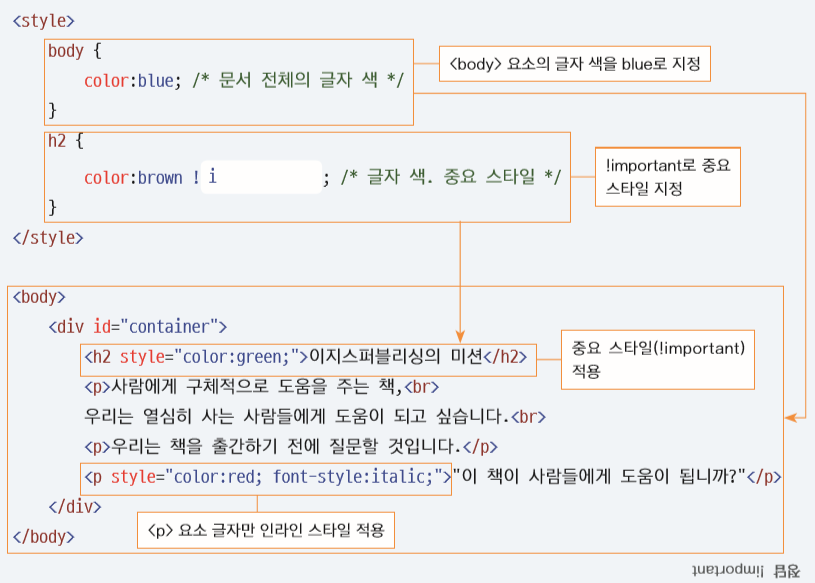 <style>
body {
color:blue; /* 문서 전체의 글자 색 */
}
<body> 요소의 글자 색을 blue로 지정
h2 {
color:brown !i ; /* 글자 색. 중요 스타일 */
}
!important로 중요
스타일 지정
</style>
<body>
<div id="container">
<h2 style="color:green;">이지스퍼블리싱의 미션</h2>
중요 스타일(!important)
적용
<p>사람에게 구체적으로 도움을 주는 책,<br>
우리는 열심히 사는 사람들에게 도움이 되고 싶습니다.<br>
<p>우리는 책을 출간하기 전에 질문할 것입니다.</p>
<p style="color:red; font-style:italic;">"이 책이 사람들에게 도움이 됩니까?"</p>
</div>
<p> 요소 글자만 인라인 스타일 적용
</body>
정답 !important